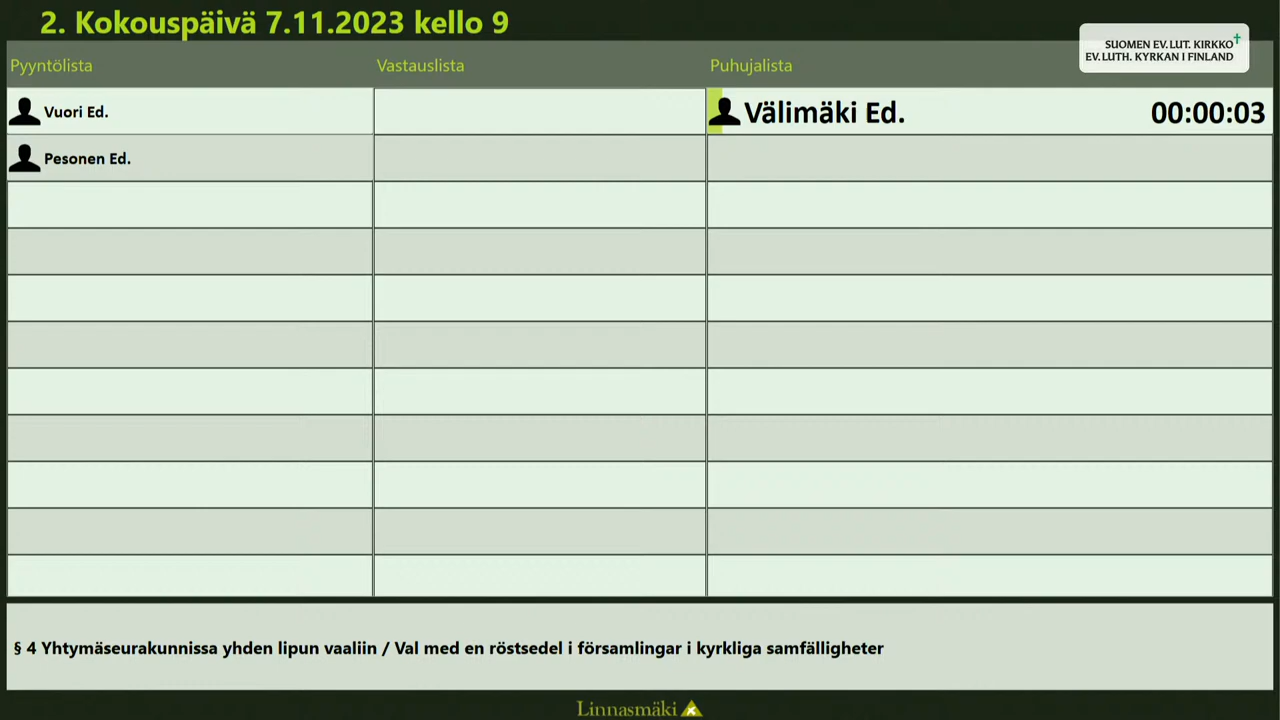 2. Kokouspäivä 7.11.2023 kello 9
SUOMEN EV. LUT. KIRKKO
EV. LUTH. KYRKAN I FINLAND
Pyyntölista
Vastauslista
Puhujalista
Vuori Ed.
Välimäki Ed.
00:00:03
Pesonen Ed.
§ 4 Yhtymäseurakunnissa yhden lipun vaaliin / Val med en röstsedel i församlingar i kyrkliga samfälligheter
Linnasmäki